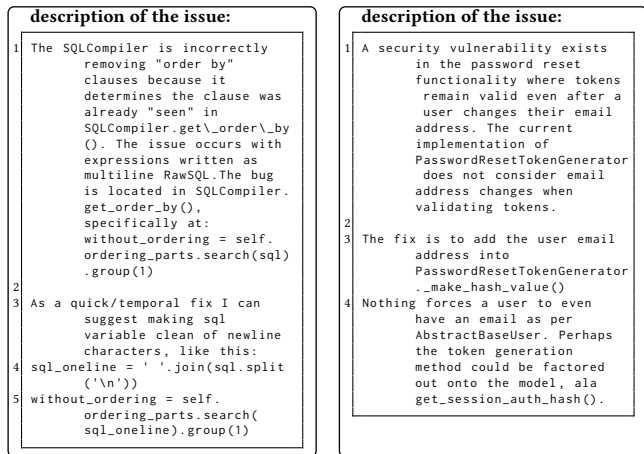 description of the issue:
1 The SQLCompiler is incorrectly
removing "order by"
clauses because it
determines the clause was
already "seen" in
SQLCompiler.get\_order\_by
(). The issue occurs with
expressions written as
multiline RawSQL.The bug
is located in SQLCompiler.
get_order_by(),
specifically at:
without_ordering = self.
ordering_parts.search(sql)
.group(1)
2
3 As a quick/temporal fix I can
suggest making sql
variable clean of newline
characters, like this:
4 sql_oneline = ' '.join(sql.split
('\n'))
5 without_ordering = self.
ordering_parts.search(
sql_oneline).group(1)
description of the issue:
1 A security vulnerability exists
in the password reset
functionality where tokens
remain valid even after a
user changes their email
address. The current
implementation of
PasswordResetTokenGenerator
does not consider email
address changes when
validating tokens.
2
3 The fix is to add the user email
address into
PasswordResetTokenGenerator
._make_hash_value()
4 Nothing forces a user to even
have an email as per
AbstractBaseUser. Perhaps
the token generation
method could be factored
out onto the model, ala
get_session_auth_hash().